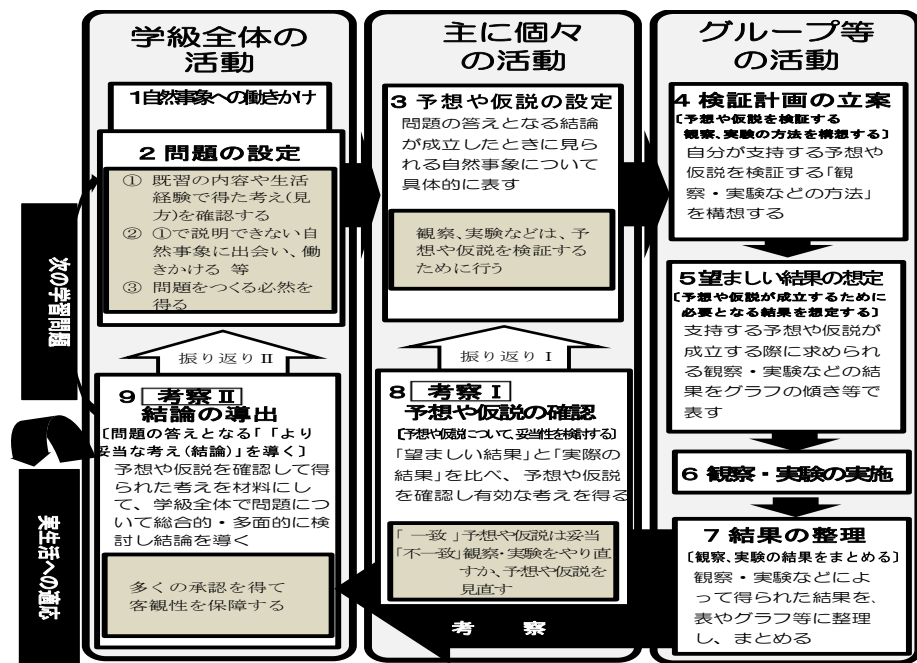 学級全体の
活動
1自然事象への働きかけ
2 問題の設定
① 既習の内容や生活
経験で得た考え(見
方)を確認する
② ①で説明できない自
然事象に出会い、働
きかける 等
③ 問題をつくる必然を
得る
振り返りⅡ
9 考察Ⅱ
結論の導出
〔問題の答えとなる「「より
妥当な考え(結論)」を導く〕
予想や仮説を確認して得
られた考えを材料にし
て、学級全体で問題につ
いて総合的・多面的に検
討し結論を導く
多くの承認を得て
客観性を保障する
次の学習問題
実生活への適応
主に個々
の活動
3 予想や仮説の設定
問題の答えとなる結論
が成立したときに見ら
れる自然事象について
具体的に表す
観察、実験などは、予
想や仮説を検証する
ために行う
振り返りⅠ
8 考察Ⅰ
予想や仮説の確認
〔予想や仮説について、妥当性を検討する〕
「望ましい結果」と「実際の
結果」を比べ、予想や仮説
を確認し有効な考えを得る
「 一致 」予想や仮説は妥当
「不一致」観察・実験をやり直
すか、予想や仮説を
見直す
考 察
グループ等
の活動
4 検証計画の立案
〔予想や仮説を検証する
観察、実験の方法を構想する〕
自分が支持する予想や
仮説を検証する「観
察・実験などの方法」
を構想する
5望ましい結果の想定
〔予想や仮説が成立するために
必要となる結果を想定する〕
支持する予想や仮説が
成立する際に求められ
る観察・実験などの結
果をグラフの傾き等で
表す
6 観察・実験の実施
7 結果の整理
〔観察、実験の結果をまとめる〕
観察・実験などによ
って得られた結果を、
表やグラフ等に整理
し、まとめる